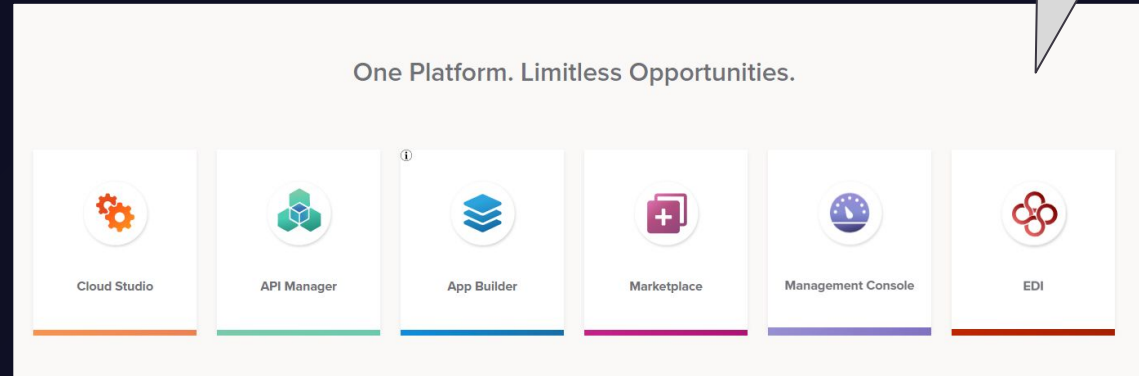 One Platform. Limitless Opportunities.
Cloud Studio
API Manager
App Builder
Marketplace
Management Console
EDI